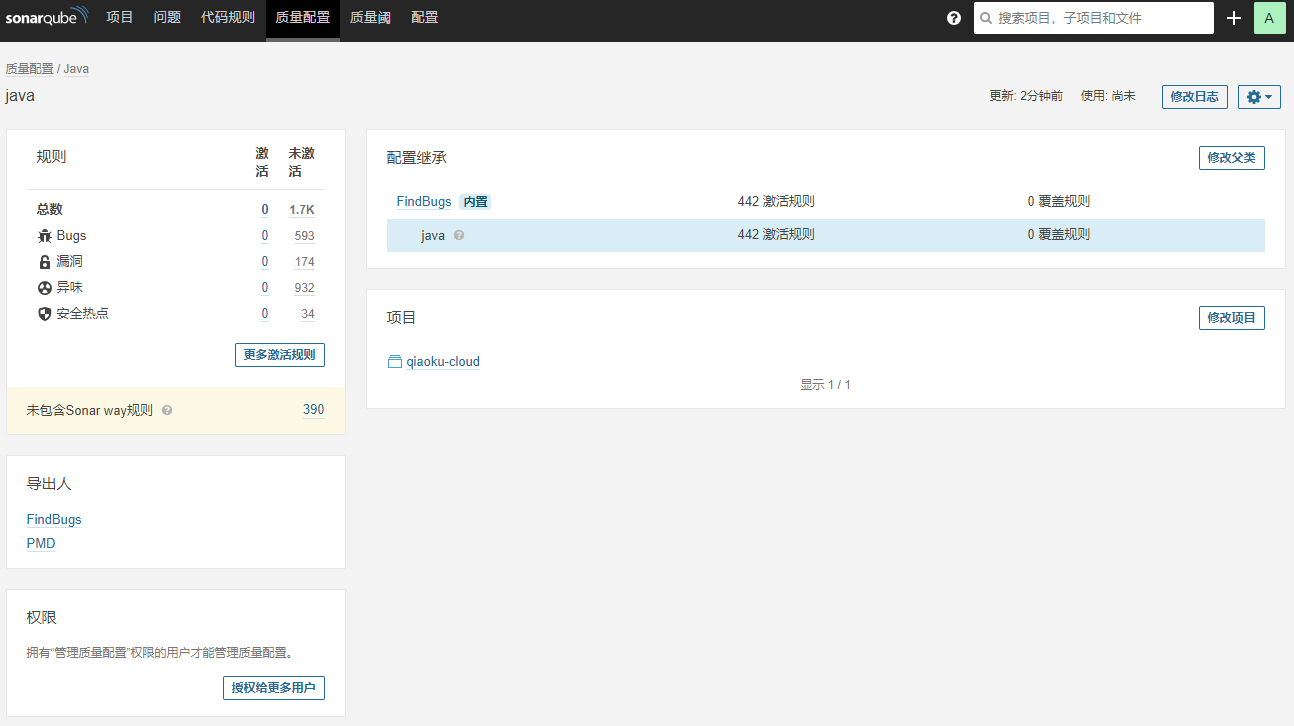 sonarqube 项目 问题 代码规则 质量配置 质量阈 配置 搜索项目，子项目和文件 A
质量配置 / Java
java 更新: 2分钟前 使用: 尚未 修改日志
规则 激活 未激活
总数 0 1.7K
Bugs 0 593
漏洞 0 174
异味 0 932
安全热点 0 34
更多激活规则
未包含Sonar way规则 390
导出人
FindBugs
PMD
权限
拥有“管理质量配置”权限的用户才能管理质量配置。
授权给更多用户
配置继承 修改父类
FindBugs 内置 442 激活规则 0 覆盖规则
java 442 激活规则 0 覆盖规则
项目 修改项目
qiaoku-cloud
显示 1 / 1